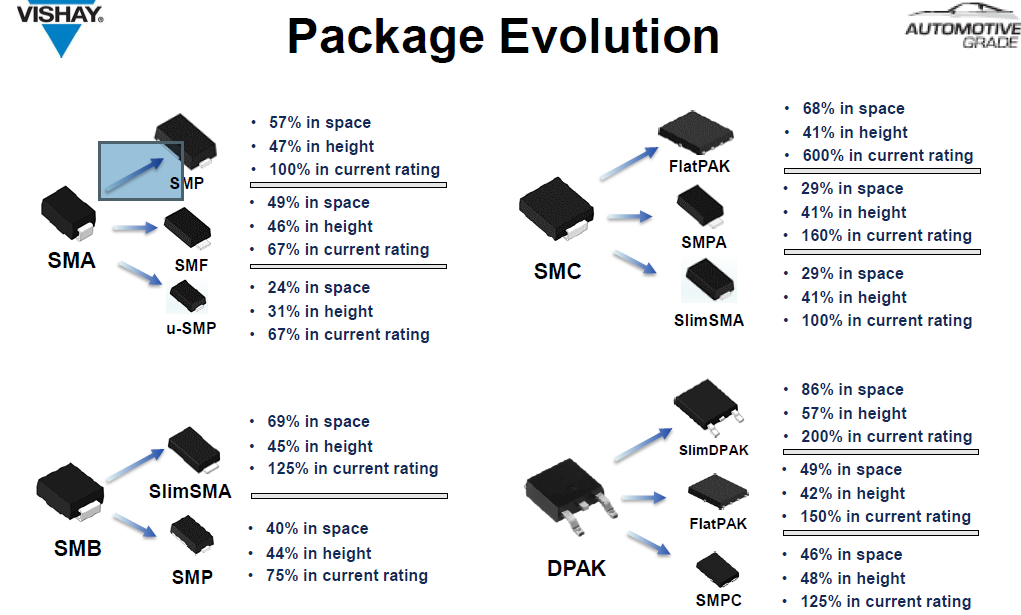 VISHAY®
Package Evolution
AUTOMOTIVE
GRADE
SMA
SMP
• 57% in space
• 47% in height
• 100% in current rating
SMF
• 49% in space
• 46% in height
• 67% in current rating
u-SMP
• 24% in space
• 31% in height
• 67% in current rating
SMC
FlatPAK
• 68% in space
• 41% in height
• 600% in current rating
SMPA
• 29% in space
• 41% in height
• 160% in current rating
SlimSMA
• 29% in space
• 41% in height
• 100% in current rating
SMB
SlimSMA
• 69% in space
• 45% in height
• 125% in current rating
SMP
• 40% in space
• 44% in height
• 75% in current rating
DPAK
SlimDPAK
• 86% in space
• 57% in height
• 200% in current rating
FlatPAK
• 49% in space
• 42% in height
• 150% in current rating
SMPC
• 46% in space
• 48% in height
• 125% in current rating